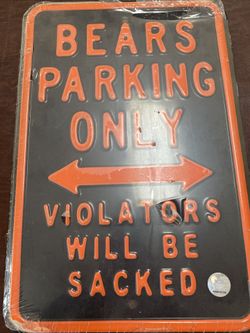 BEARS
PARKING
ONLY
VIOLATORS
WILL BE
SACKED